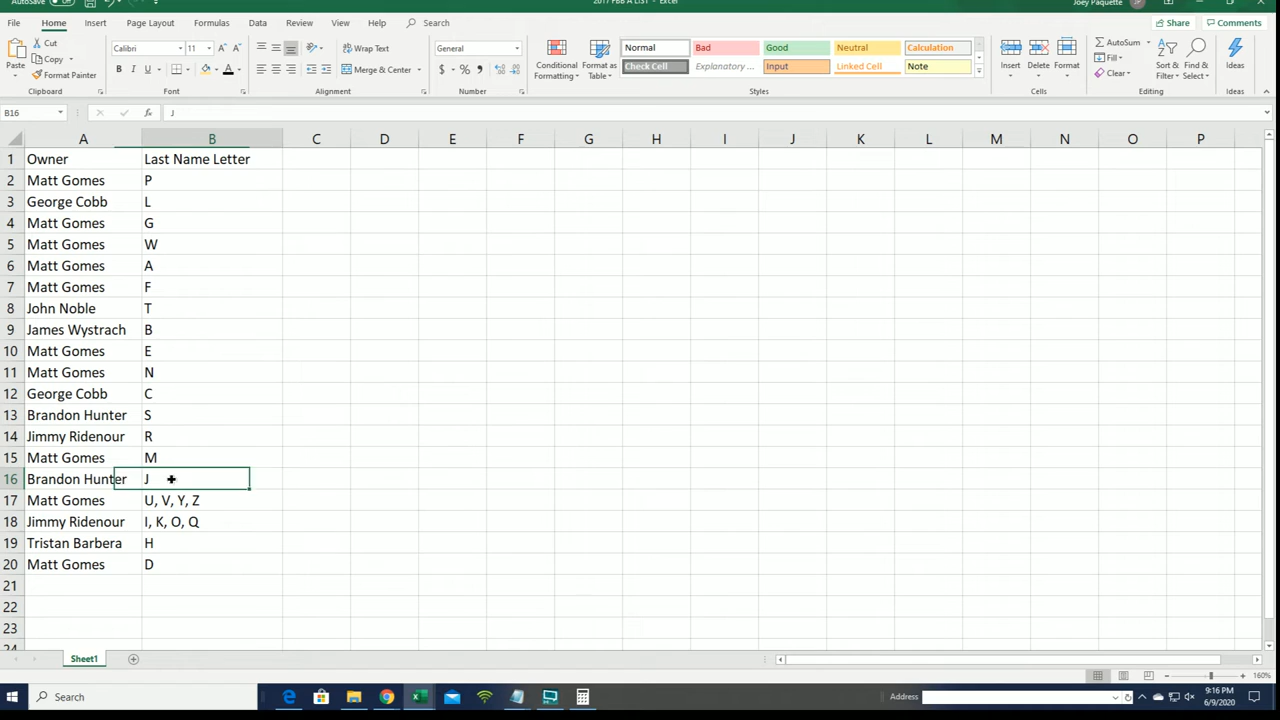 AutoSave Off 2017 FBB A LIST - Excel Joey Paquette JP
File Home Insert Page Layout Formulas Data Review View Help Search Share Comments
Paste Cut Copy Format Painter Clipboard
Calibri 11 A A B I U A Font
Wrap Text Merge & Center Alignment
General $ % , Number
Conditional Formatting Format as Table
Normal Bad Good Neutral Calculation
Check Cell Explanatory ... Input Linked Cell Note
Styles
Insert Delete Format Cells
AutoSum Fill Clear Sort & Filter Find & Select Editing
Ideas Ideas
B16 fx J
A B C D E F G H I J K L M N O P
1 Owner Last Name Letter
2 Matt Gomes P
3 George Cobb L
4 Matt Gomes G
5 Matt Gomes W
6 Matt Gomes A
7 Matt Gomes F
8 John Noble T
9 James Wystrach B
10 Matt Gomes E
11 Matt Gomes N
12 George Cobb C
13 Brandon Hunter S
14 Jimmy Ridenour R
15 Matt Gomes M
16 Brandon Hunter J
17 Matt Gomes U, V, Y, Z
18 Jimmy Ridenour I, K, O, Q
19 Tristan Barbera H
20 Matt Gomes D
21
22
23
24
Sheet1
160%
Search Address 9:16 PM
6/9/2020